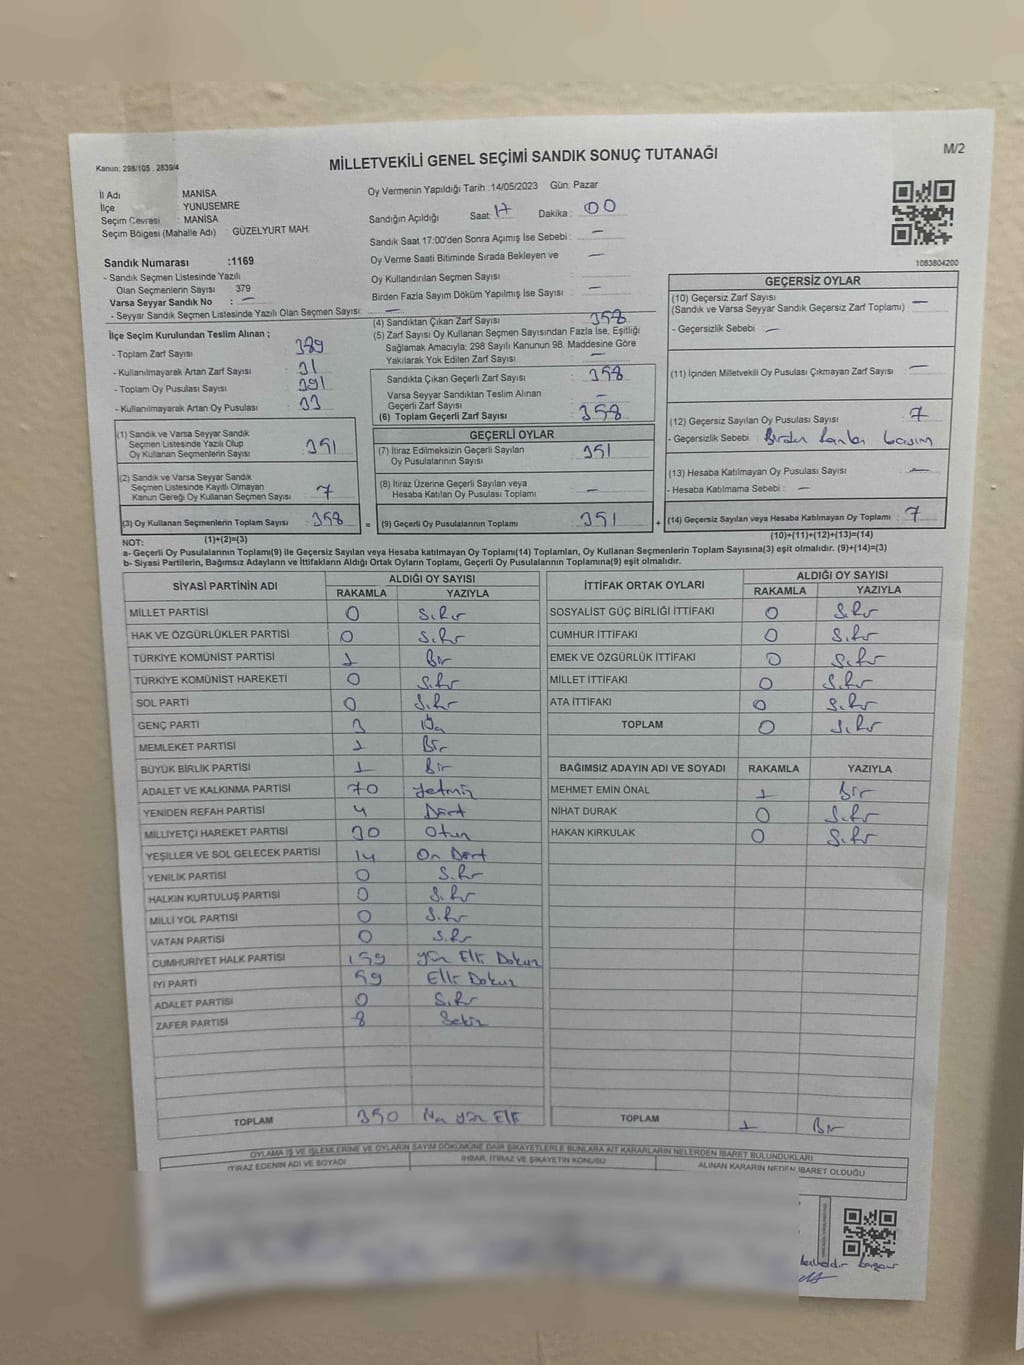 Kanun: 298/105 . 2839/4
MİLLETVEKİLİ GENEL SEÇİMİ SANDIK SONUÇ TUTANAĞI
M/2
İl Adı : MANİSA
İlçe : YUNUSEMRE
Seçim Çevresi : MANİSA
Seçim Bölgesi (Mahalle Adı) : GÜZELYURT MAH.
Oy Vermenin Yapıldığı Tarih :14/05/2023 Gün: Pazar
Sandığın Açıldığı Saat : 17 Dakika : 00
Sandık Saat 17:00'den Sonra Açımış İse Sebebi : —
Oy Verme Saati Bitiminde Sırada Bekleyen ve —
Oy Kullandırılan Seçmen Sayısı :
Birden Fazla Sayım Döküm Yapılmış İse Sayısı : —
1083804200
Sandık Numarası :1169
- Sandık Seçmen Listesinde Yazılı
Olan Seçmenlerin Sayısı 379
Varsa Seyyar Sandık No : —
- Seyyar Sandık Seçmen Listesinde Yazılı Olan Seçmen Sayısı: —
İlçe Seçim Kurulundan Teslim Alınan ;
- Toplam Zarf Sayısı : 389
- Kullanılmayarak Artan Zarf Sayısı : 31
- Toplam Oy Pusulası Sayısı : 391
- Kullanılmayarak Artan Oy Pusulası : 33
(1) Sandık ve Varsa Seyyar Sandık
Seçmen Listesinde Yazılı Olup
Oy Kullanan Seçmenlerin Sayısı : 351
(2) Sandık ve Varsa Seyyar Sandık
Seçmen Listesinde Kayıtlı Olmayan
Kanun Gereği Oy Kullanan Seçmen Sayısı : 7
(3) Oy Kullanan Seçmenlerin Toplam Sayısı : 358
(4) Sandıktan Çıkan Zarf Sayısı : 358
(5) Zarf Sayısı Oy Kullanan Seçmen Sayısından Fazla İse, Eşitliği
Sağlamak Amacıyla; 298 Sayılı Kanunun 98. Maddesine Göre
Yakılarak Yok Edilen Zarf Sayısı : —
Sandıkta Çıkan Geçerli Zarf Sayısı : 358
Varsa Seyyar Sandıktan Teslim Alınan
Geçerli Zarf Sayısı : —
(6) Toplam Geçerli Zarf Sayısı : 358
GEÇERLİ OYLAR
(7) İtiraz Edilmeksizin Geçerli Sayılan
Oy Pusulalarının Sayısı : 351
(8) İtiraz Üzerine Geçerli Sayılan veya
Hesaba Katılan Oy Pusulası Toplamı : —
= (9) Geçerli Oy Pusulalarının Toplamı : 351
GEÇERSİZ OYLAR
(10) Geçersiz Zarf Sayısı
(Sandık ve Varsa Seyyar Sandık Geçersiz Zarf Toplamı) : —
- Geçersizlik Sebebi : —
(11) İçinden Milletvekili Oy Pusulası Çıkmayan Zarf Sayısı : —
(12) Geçersiz Sayılan Oy Pusulası Sayısı : 7
- Geçersizlik Sebebi : Birden fazla basım
(13) Hesaba Katılmayan Oy Pusulası Sayısı : —
- Hesaba Katılmama Sebebi : —
+ (14) Geçersiz Sayılan veya Hesaba Katılmayan Oy Toplamı : 7
NOT: (1)+(2)=(3) (10)+(11)+(12)+(13)=(14)
a- Geçerli Oy Pusulalarının Toplamı(9) ile Geçersiz Sayılan veya Hesaba katılmayan Oy Toplamı(14) Toplamları, Oy Kullanan Seçmenlerin Toplam Sayısına(3) eşit olmalıdır. (9)+(14)=(3)
b- Siyasi Partilerin, Bağımsız Adayların ve İttifakların Aldığı Ortak Oyların Toplamı, Geçerli Oy Pusulalarının Toplamına(9) eşit olmalıdır.
SİYASİ PARTİNİN ADI ALDIĞI OY SAYISI
RAKAMLA YAZIYLA
MİLLET PARTİSİ 0 Sıfır
HAK VE ÖZGÜRLÜKLER PARTİSİ 0 Sıfır
TÜRKİYE KOMÜNİST PARTİSİ 1 Bir
TÜRKİYE KOMÜNİST HAREKETİ 0 Sıfır
SOL PARTİ 0 Sıfır
GENÇ PARTİ 3 Üç
MEMLEKET PARTİSİ 1 Bir
BÜYÜK BİRLİK PARTİSİ 1 Bir
ADALET VE KALKINMA PARTİSİ 70 Yetmiş
YENİDEN REFAH PARTİSİ 4 Dört
MİLLİYETÇİ HAREKET PARTİSİ 30 Otuz
YEŞİLLER VE SOL GELECEK PARTİSİ 14 On Dört
YENİLİK PARTİSİ 0 Sıfır
HALKIN KURTULUŞ PARTİSİ 0 Sıfır
MİLLİ YOL PARTİSİ 0 Sıfır
VATAN PARTİSİ 0 Sıfır
CUMHURİYET HALK PARTİSİ 159 Yüz Elli Dokuz
İYİ PARTİ 59 Elli Dokuz
ADALET PARTİSİ 0 Sıfır
ZAFER PARTİSİ 8 Sekiz
TOPLAM 350 Üç Yüz Elli
İTTİFAK ORTAK OYLARI ALDIĞI OY SAYISI
RAKAMLA YAZIYLA
SOSYALİST GÜÇ BİRLİĞİ İTTİFAKI 0 Sıfır
CUMHUR İTTİFAKI 0 Sıfır
EMEK VE ÖZGÜRLÜK İTTİFAKI 0 Sıfır
MİLLET İTTİFAKI 0 Sıfır
ATA İTTİFAKI 0 Sıfır
TOPLAM 0 Sıfır
BAĞIMSIZ ADAYIN ADI VE SOYADI RAKAMLA YAZIYLA
MEHMET EMİN ÖNAL 1 Bir
NİHAT DURAK 0 Sıfır
HAKAN KIRKULAK 0 Sıfır
TOPLAM 1 Bir
OYLAMA İŞ VE İŞLEMLERİNE VE OYLARIN SAYIM DÖKÜMÜNE DAİR ŞİKAYETLERLE BUNLARA AİT KARARLARIN NELERDEN İBARET BULUNDUKLARI
İTİRAZ EDENİN ADI VE SOYADI İHBAR, İTİRAZ VE ŞİKAYETİN KONUSU ALINAN KARARIN NEDEN İBARET OLDUĞU